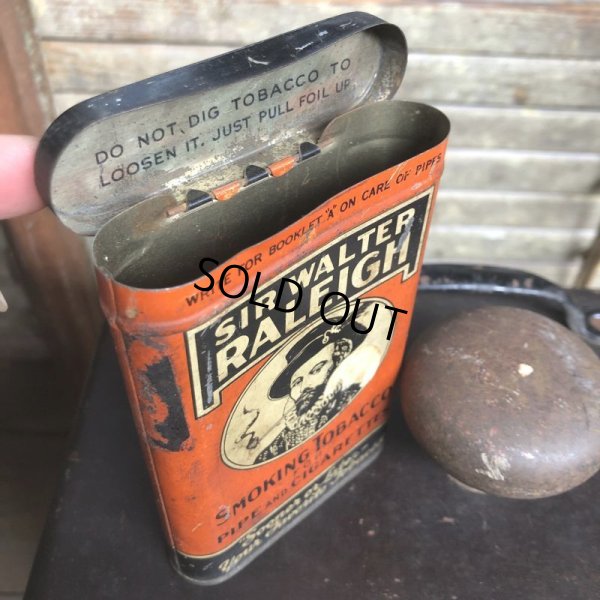 DO NOT DIG TOBACCO TO
LOOSEN IT. JUST PULL FOIL UP
WRITE FOR BOOKLET "A" ON CARE OF PIPES
SIR WALTER
RALEIGH
SOLD OUT
SMOKING TOBACCO
PIPE AND CIGARETTES